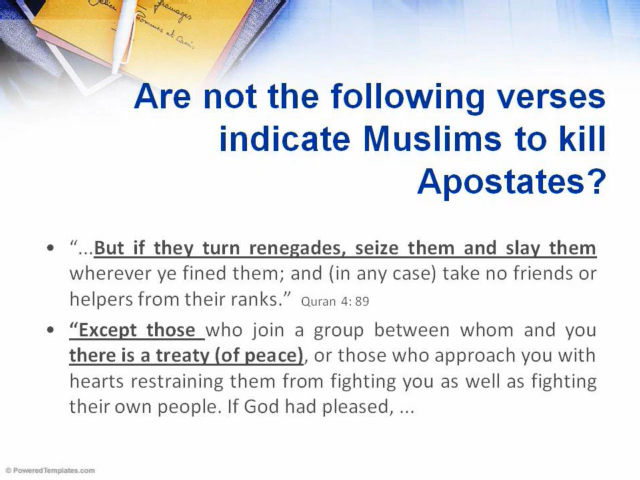 Are not the following verses
indicate Muslims to kill
Apostates?
• “...But if they turn renegades, seize them and slay them
wherever ye fined them; and (in any case) take no friends or
helpers from their ranks.” Quran 4: 89
• “Except those who join a group between whom and you
there is a treaty (of peace), or those who approach you with
hearts restraining them from fighting you as well as fighting
their own people. If God had pleased, ...
© PoweredTemplates.com